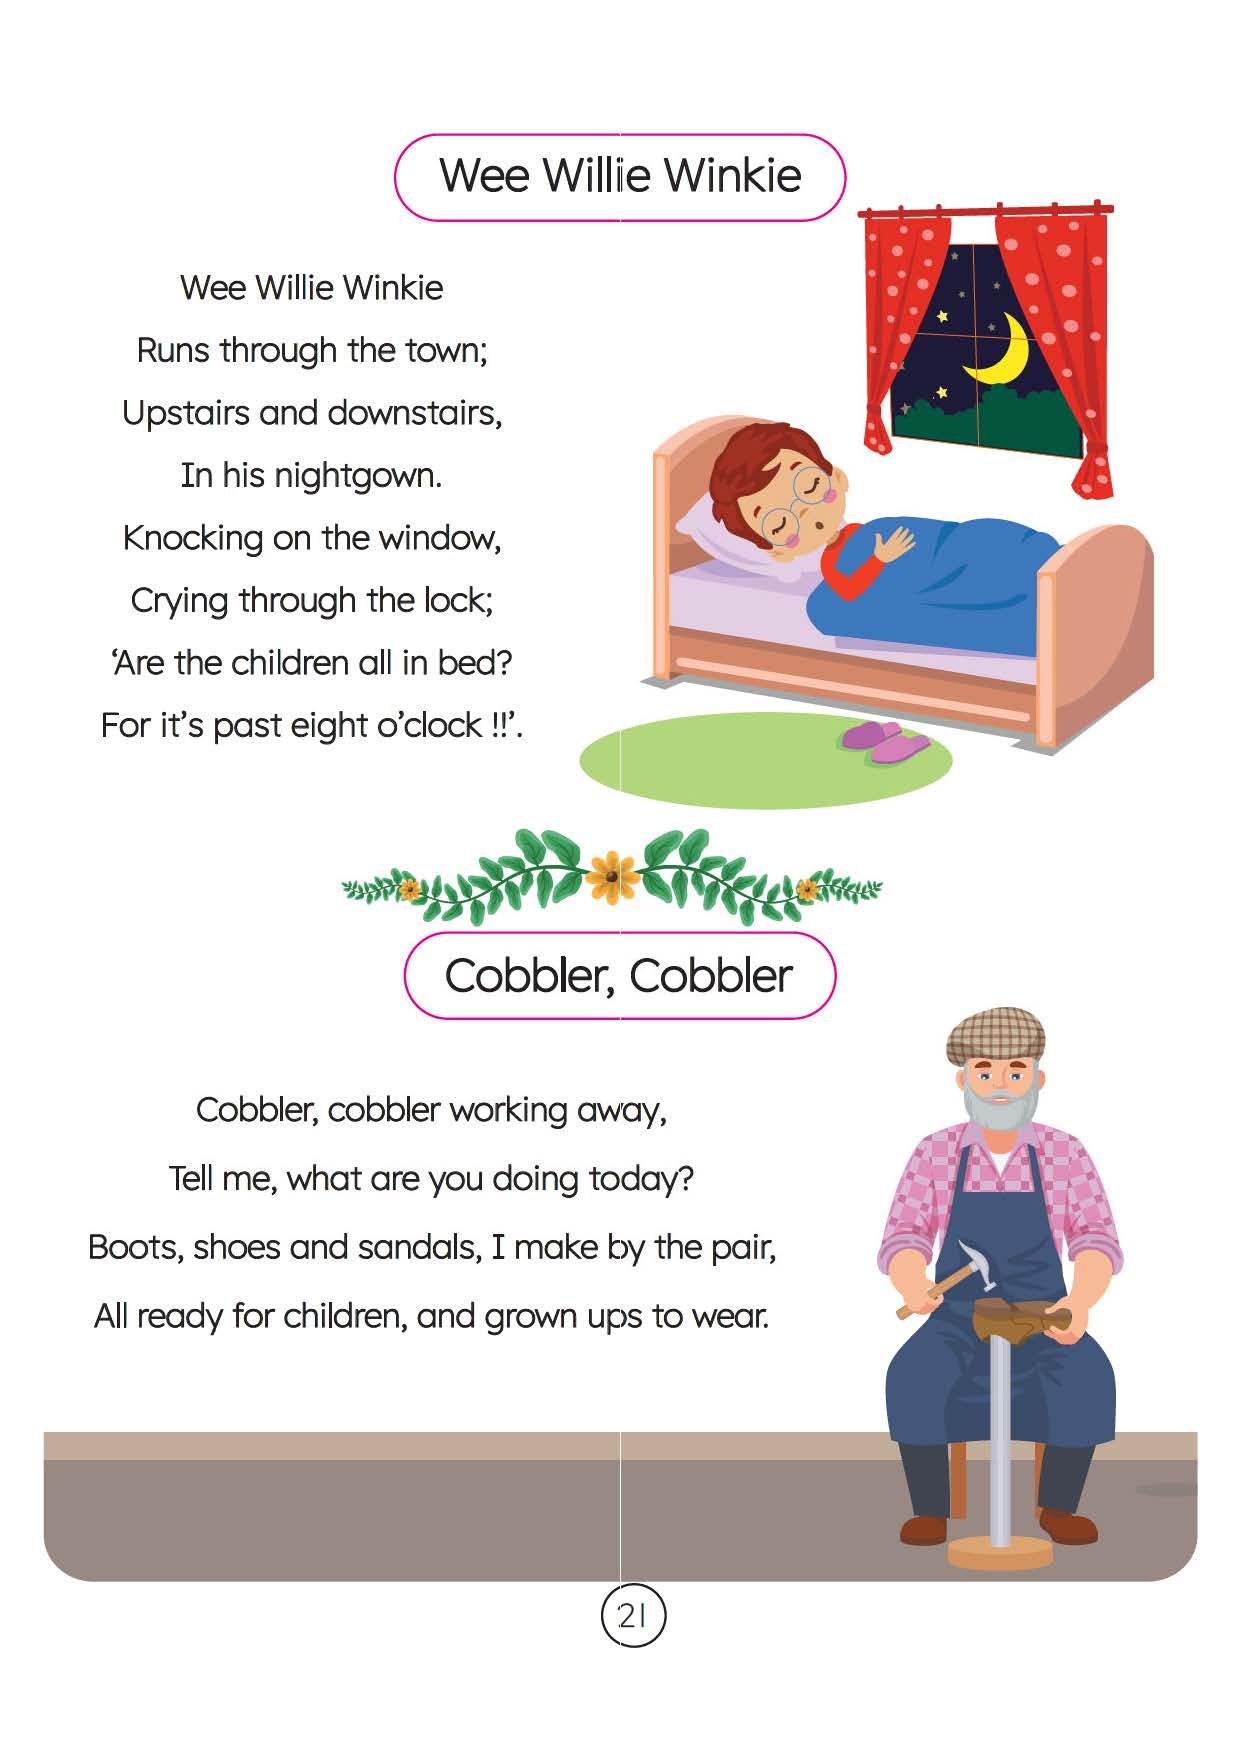 Wee Willie Winkie
Wee Willie Winkie
Runs through the town;
Upstairs and downstairs,
In his nightgown.
Knocking on the window,
Crying through the lock;
‘Are the children all in bed?
For it’s past eight o’clock !!’.
Cobbler, Cobbler
Cobbler, cobbler working away,
Tell me, what are you doing today?
Boots, shoes and sandals, I make by the pair,
All ready for children, and grown ups to wear.
21